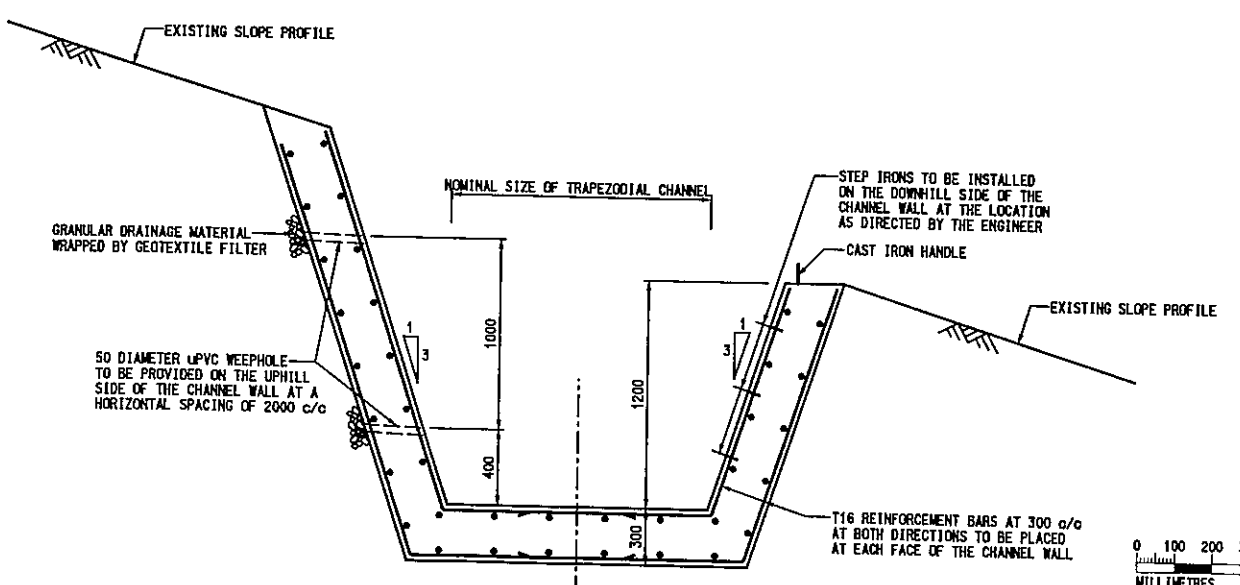 EXISTING SLOPE PROFILE
NOMINAL SIZE OF TRAPEZODIAL CHANNEL
STEP IRONS TO BE INSTALLED
ON THE DOWNHILL SIDE OF THE
CHANNEL WALL AT THE LOCATION
AS DIRECTED BY THE ENGINEER
GRANULAR DRAINAGE MATERIAL
WRAPPED BY GEOTEXTILE FILTER
CAST IRON HANDLE
EXISTING SLOPE PROFILE
1
3
1000
1
3
50 DIAMETER uPVC WEEPHOLE
TO BE PROVIDED ON THE UPHILL
SIDE OF THE CHANNEL WALL AT A
HORIZONTAL SPACING OF 2000 c/c
1200
400
300
T16 REINFORCEMENT BARS AT 300 c/c
AT BOTH DIRECTIONS TO BE PLACED
AT EACH FACE OF THE CHANNEL WALL
0 100 200
MILLIMETRES